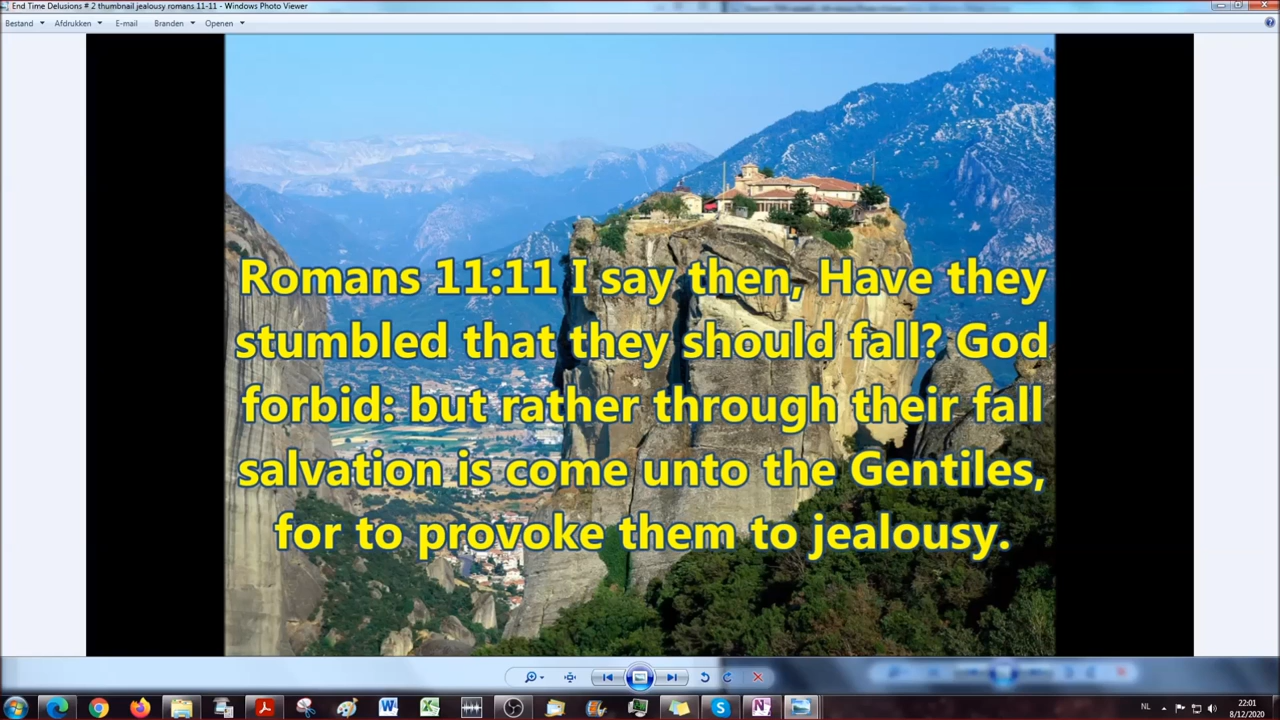 End Time Delusions # 2 thumbnail jealousy romans 11-11 - Windows Photo Viewer
Bestand Afdrukken E-mail Branden Openen
Romans 11:11 I say then, Have they
stumbled that they should fall? God
forbid: but rather through their fall
salvation is come unto the Gentiles,
for to provoke them to jealousy.
NL
22:01
8/12/2020